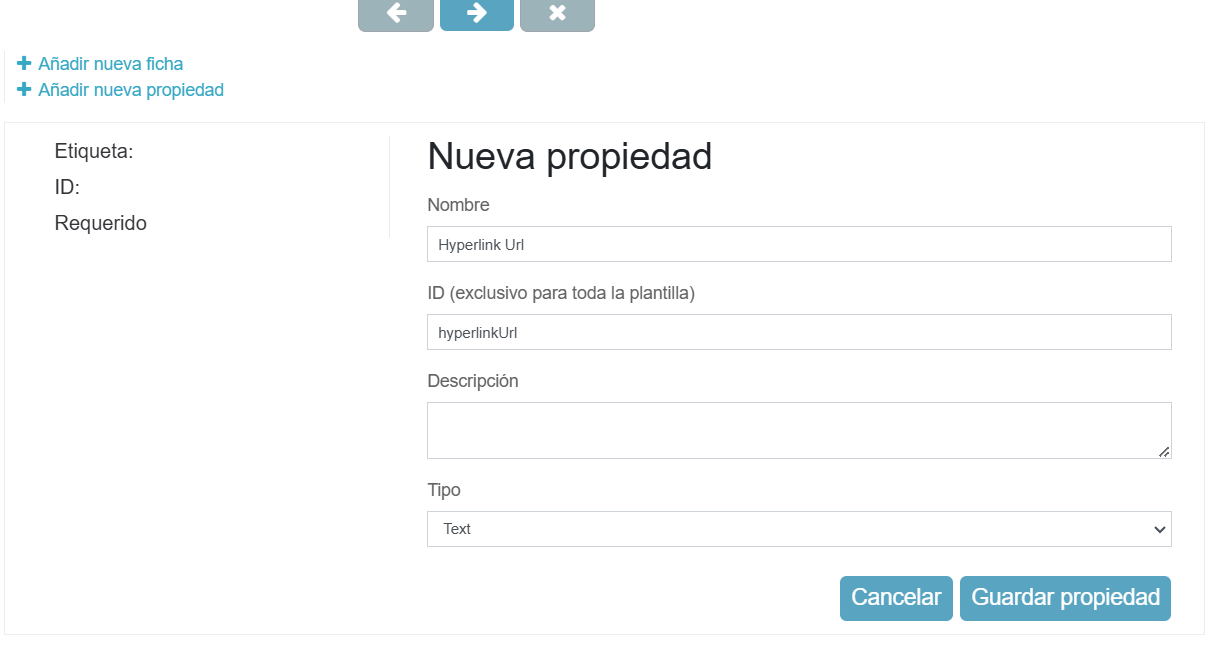 Añadir nueva ficha
Añadir nueva propiedad
Etiqueta:
ID:
Requerido
Nueva propiedad
Nombre
Hyperlink Url
ID (exclusivo para toda la plantilla)
hyperlinkUrl
Descripción
Tipo
Text
Cancelar
Guardar propiedad